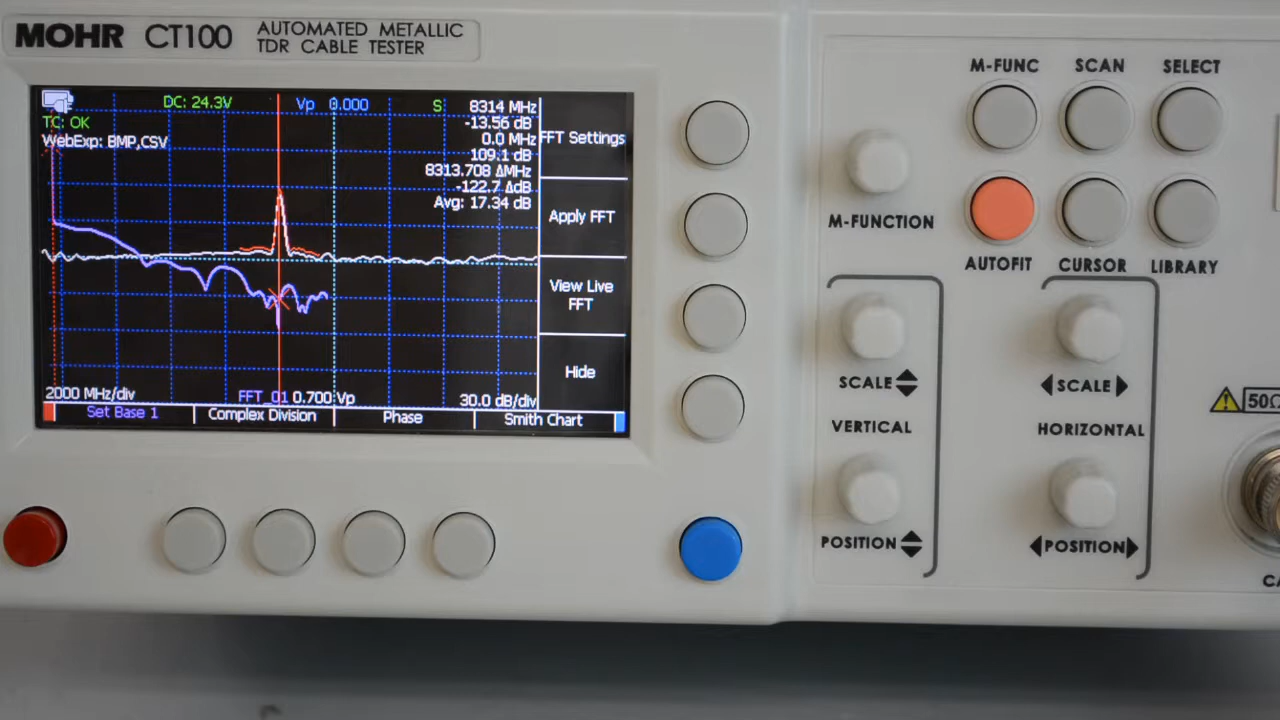 MOHR CT100 AUTOMATED METALLIC
TDR CABLE TESTER
DC: 24.3V Vp 0.000 S 8314 MHz
TC: OK -13.56 dB
WebExp: BMP,CSV 0.0 MHz
109.1 dB
8313.708 ΔMHz
-122.7 ΔdB
Avg: 17.34 dB
FFT Settings
Apply FFT
View Live
FFT
Hide
2000 MHz/div FFT_01 0.700 Vp 30.0 dB/div
Set Base 1 Complex Division Phase Smith Chart
M-FUNC SCAN SELECT
M-FUNCTION
AUTOFIT CURSOR LIBRARY
SCALE SCALE
VERTICAL HORIZONTAL
POSITION POSITION
50Ω